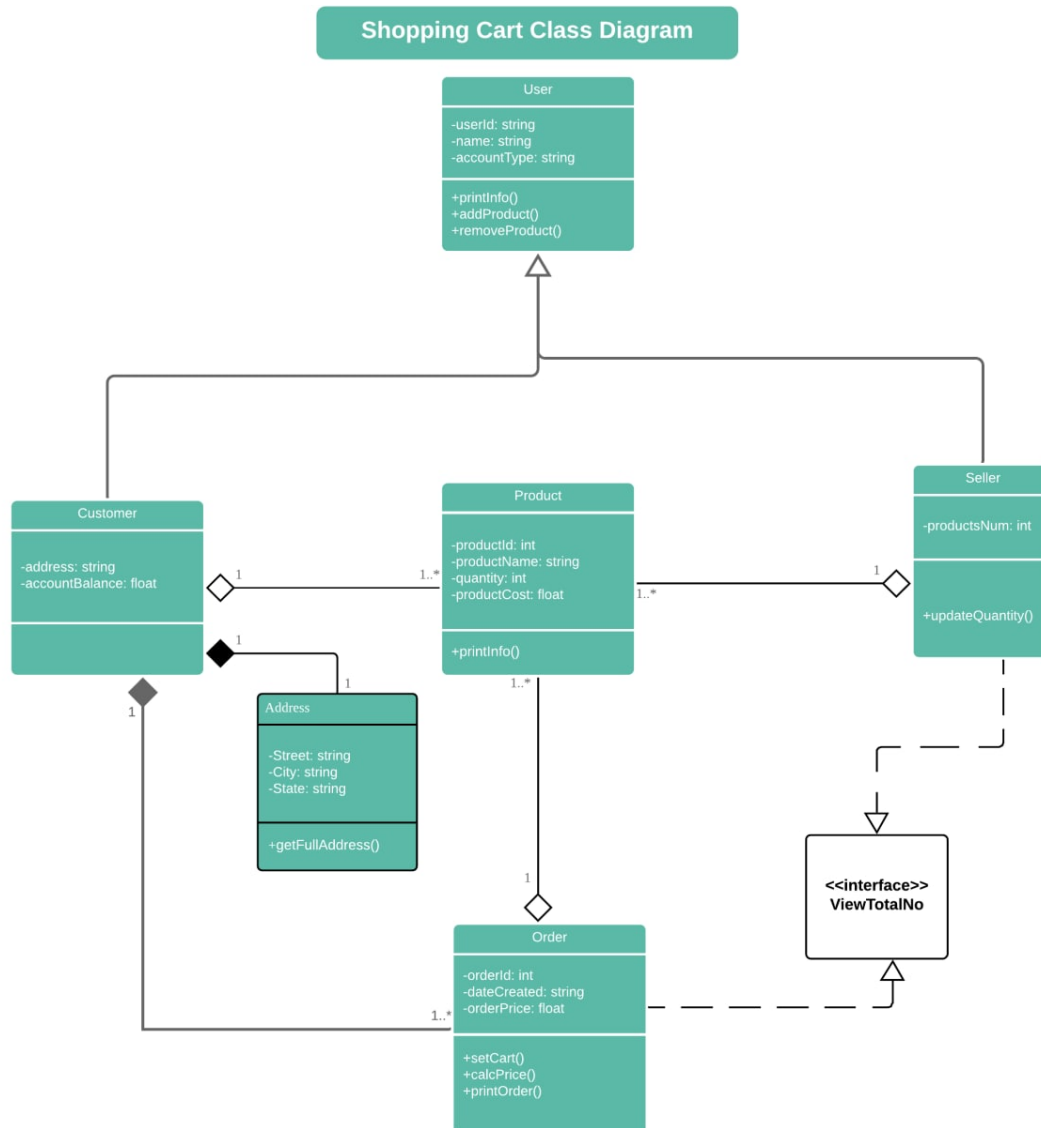 Shopping Cart Class Diagram
User
-userId: string
-name: string
-accountType: string
+printInfo()
+addProduct()
+removeProduct()
Customer
-address: string
-accountBalance: float
1
1..*
Product
-productId: int
-productName: string
-quantity: int
-productCost: float
+printInfo()
Seller
-productsNum: int
+updateQuantity()
1
1..*
1
1
Address
-Street: string
-City: string
-State: string
+getFullAddress()
1
1..*
1..*
1
Order
-orderId: int
-dateCreated: string
-orderPrice: float
+setCart()
+calcPrice()
+printOrder()
<<interface>>
ViewTotalNo